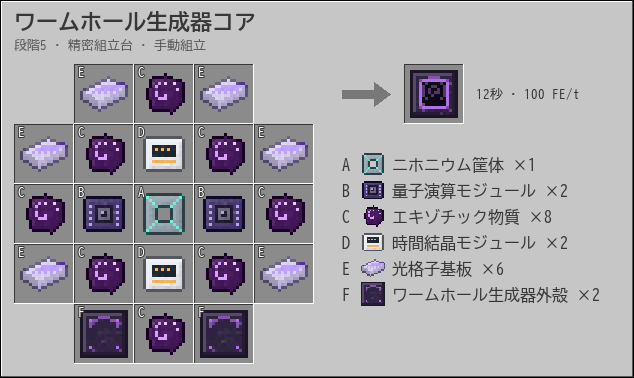 ワームホール生成器コア
段階5 · 精密組立台 · 手動組立
E C E
E C D C E
C B A B C
E C D C E
F C F
12秒 · 100 FE/t
A ニホニウム筐体 ×1
B 量子演算モジュール ×2
C エキゾチック物質 ×8
D 時間結晶モジュール ×2
E 光格子基板 ×6
F ワームホール生成器外殻 ×2